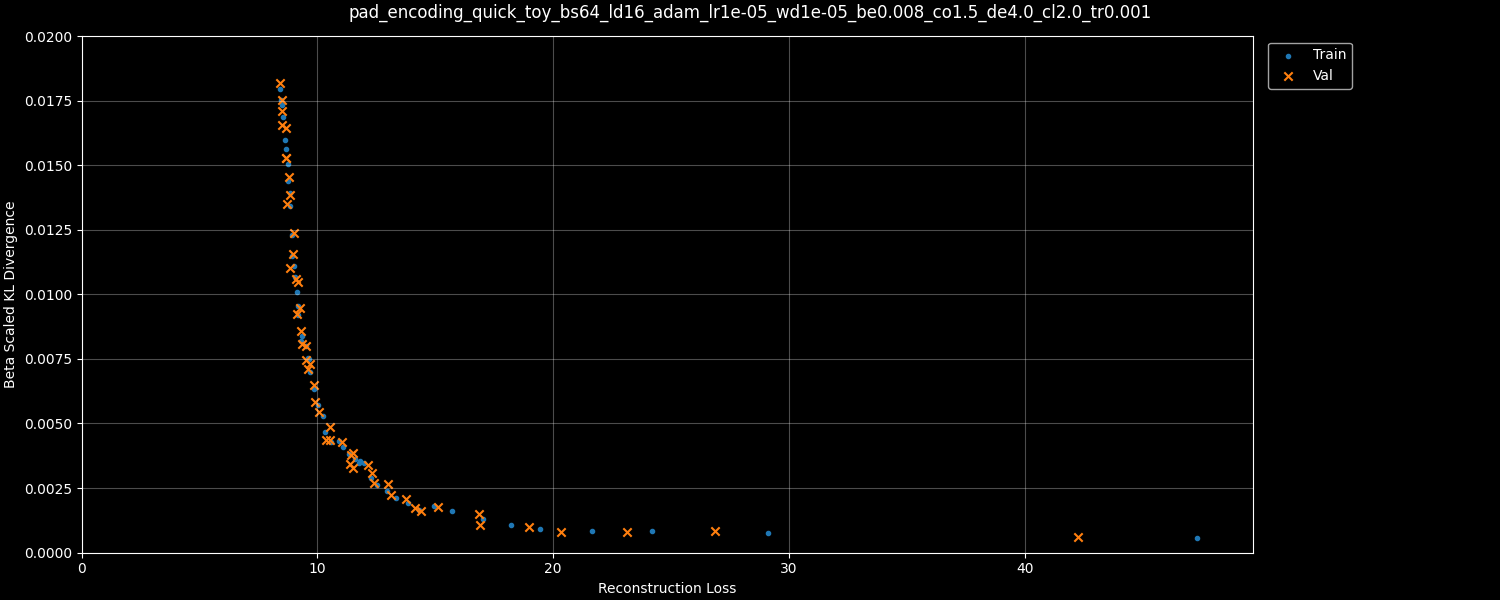 pad_encoding_quick_toy_bs64_ld16_adam_lr1e-05_wd1e-05_be0.008_co1.5_de4.0_cl2.0_tr0.001
Train
Val
Beta Scaled KL Divergence
0.0200
0.0175
0.0150
0.0125
0.0100
0.0075
0.0050
0.0025
0.0000
0 10 20 30 40
Reconstruction Loss